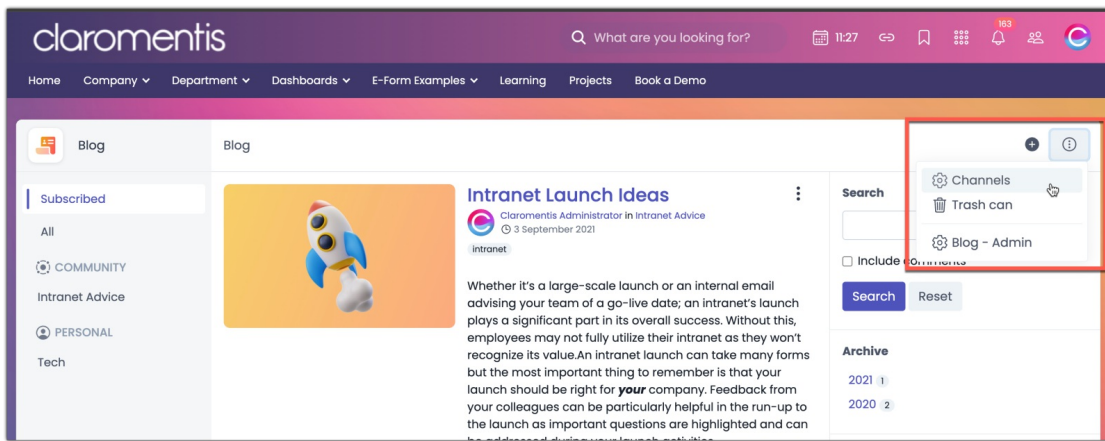 claromentis
What are you looking for?
11:27
163
Home Company Department Dashboards E-Form Examples Learning Projects Book a Demo
Blog
Blog
Subscribed
All
COMMUNITY
Intranet Advice
PERSONAL
Tech
Intranet Launch Ideas
Claromentis Administrator in Intranet Advice
3 September 2021
intranet
Whether it's a large-scale launch or an internal email
advising your team of a go-live date; an intranet's launch
plays a significant part in its overall success. Without this,
employees may not fully utilize their intranet as they won't
recognize its value.An intranet launch can take many forms
but the most important thing to remember is that your
launch should be right for your company. Feedback from
your colleagues can be particularly helpful in the run-up to
the launch as important questions are highlighted and can
be addressed during your launch activities.
Channels
Trash can
Blog - Admin
Search
Include comments
Search Reset
Archive
2021 1
2020 2